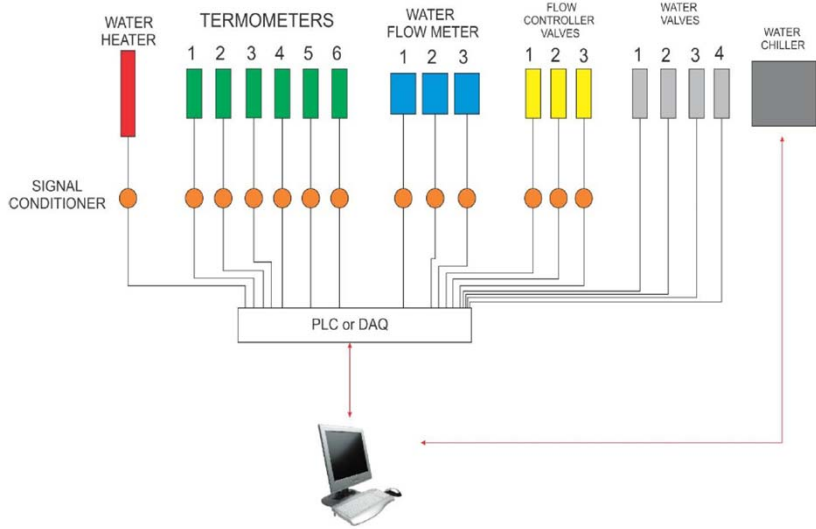 WATER
HEATER
TERMOMETERS
1 2 3 4 5 6
WATER
FLOW METER
1 2 3
FLOW
CONTROLLER
VALVES
1 2 3
WATER
VALVES
1 2 3 4
WATER
CHILLER
SIGNAL
CONDITIONER
PLC or DAQ